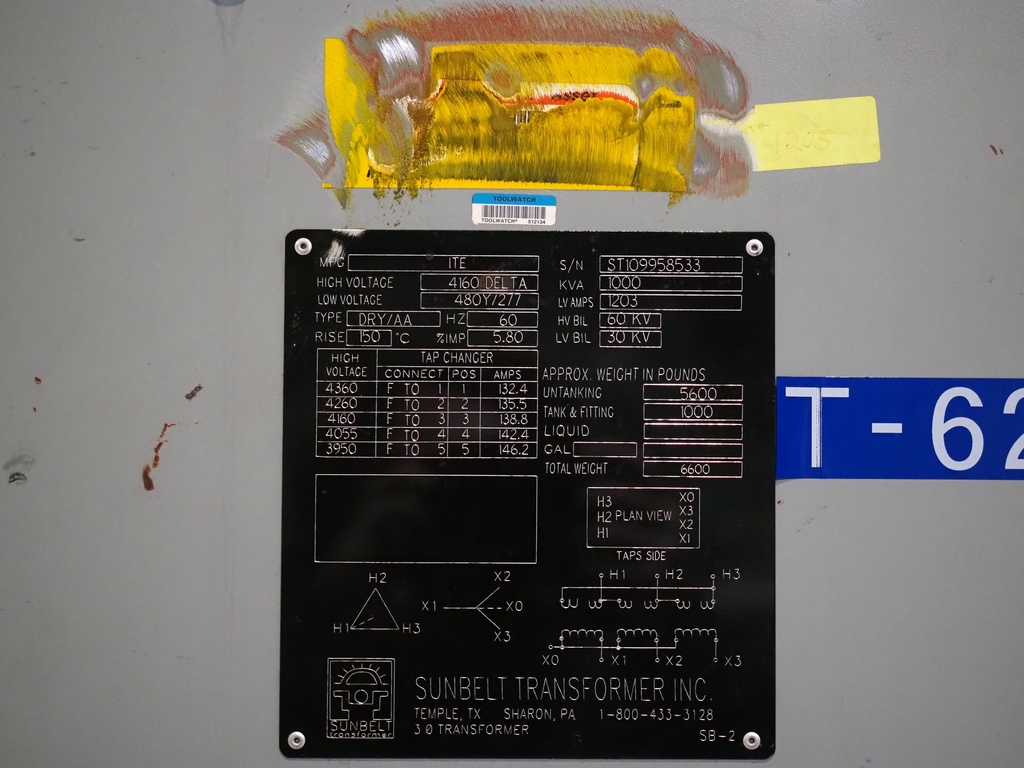 1203
TOOLWATCH
TOOLWATCH® 512134
MFG ITE
HIGH VOLTAGE 4160 DELTA
LOW VOLTAGE 480Y/277
TYPE DRY/AA HZ 60
RISE 150 °C %IMP 5.80
S/N ST109958533
KVA 1000
LV AMPS 1203
HV BIL 60 KV
LV BIL 30 KV
HIGH VOLTAGE TAP CHANGER
CONNECT POS AMPS
4360 F TO 1 1 132.4
4260 F TO 2 2 135.5
4160 F TO 3 3 138.8
4055 F TO 4 4 142.4
3950 F TO 5 5 146.2
APPROX. WEIGHT IN POUNDS
UNTANKING 5600
TANK & FITTING 1000
LIQUID
GAL
TOTAL WEIGHT 6600
T-62
H3 X0
H2 PLAN VIEW X3
H1 X2
X1
TAPS SIDE
H2
H1 H3
X2
X1 X0
X3
H1 H2 H3
X0 X1 X2 X3
SUNBELT
transformer
SUNBELT TRANSFORMER INC.
TEMPLE, TX SHARON, PA 1-800-433-3128
3 Ø TRANSFORMER
SB-2